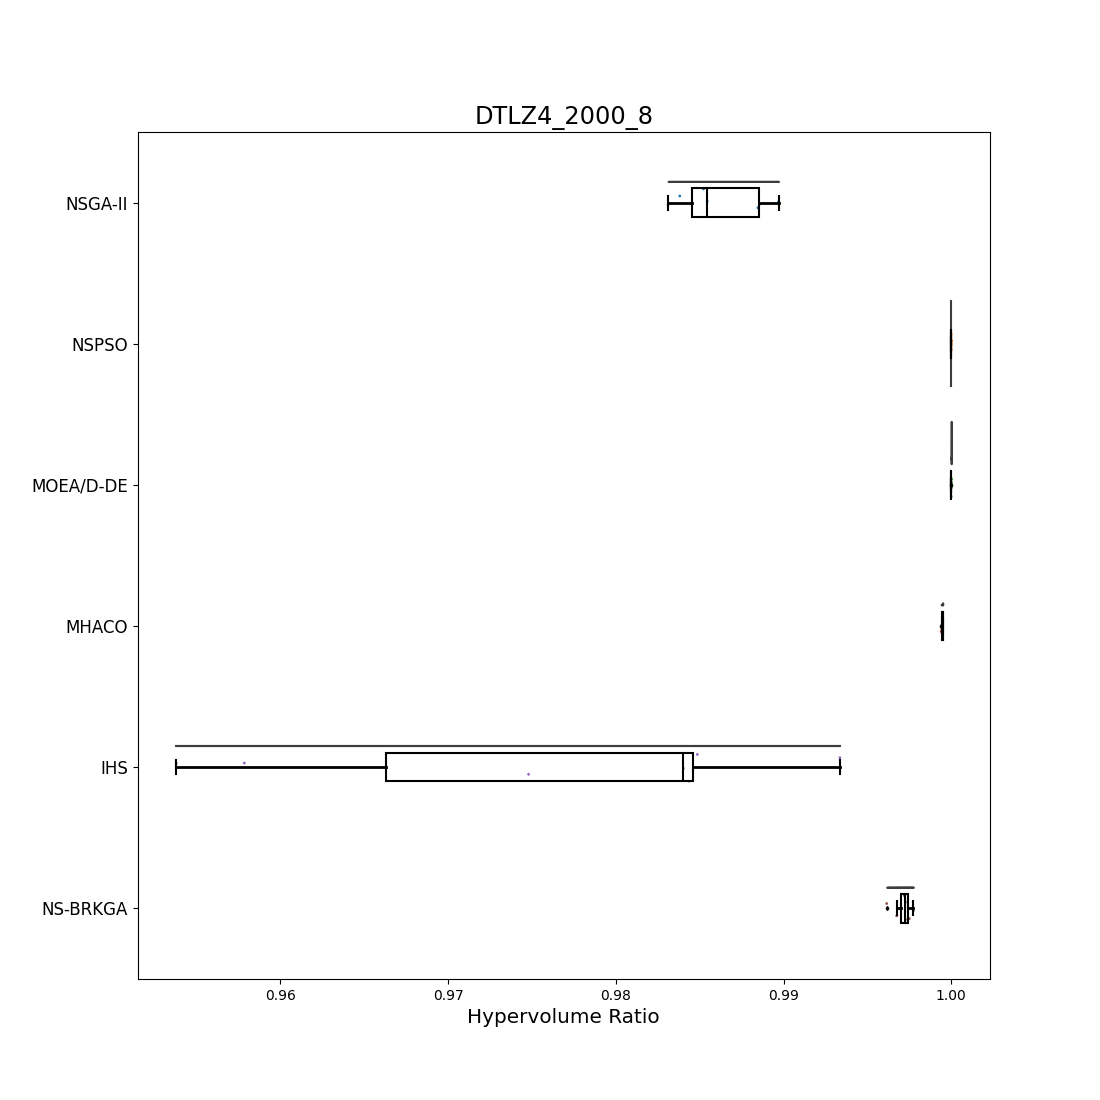 DTLZ4_2000_8
NSGA-II
NSPSO
MOEA/D-DE
MHACO
IHS
NS-BRKGA
0.96 0.97 0.98 0.99 1.00
Hypervolume Ratio